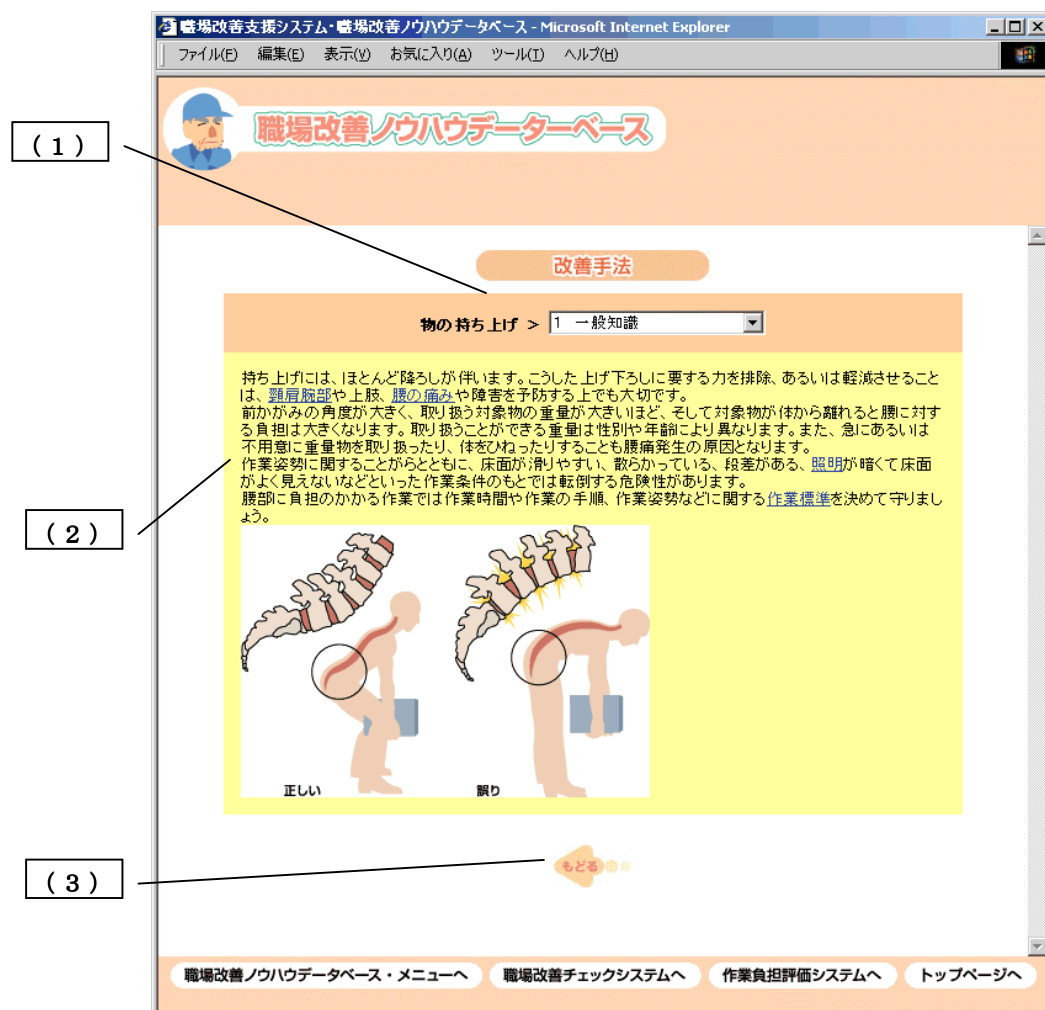 職場改善支援システム・職場改善ノウハウデータベース - Microsoft Internet Explorer
ファイル(F) 編集(E) 表示(V) お気に入り(A) ツール(T) ヘルプ(H)
職場改善ノウハウデーターベース
(1)
改善手法
物の持ち上げ > 1 一般知識
持ち上げには、ほとんど降ろしが伴います。こうした上げ下ろしに要する力を排除、あるいは軽減させること
は、頸肩腕部や上肢、腰の痛みや障害を予防する上でも大切です。
前かがみの角度が大きく、取り扱う対象物の重量が大きいほど、そして対象物が体から離れると腰に対す
る負担は大きくなります。取り扱うことができる重量は性別や年齢により異なります。また、急にあるいは
不用意に重量物を取り扱ったり、体をひねったりすることも腰痛発生の原因となります。
作業姿勢に関することがらとともに、床面が滑りやすい、散らかっている、段差がある、照明が暗くて床面
がよく見えないなどといった作業条件のもとでは転倒する危険性があります。
腰部に負担のかかる作業では作業時間や作業の手順、作業姿勢などに関する作業標準を決めて守りまし
ょう。
(2)
正しい 誤り
もどる
(3)
職場改善ノウハウデータベース・メニューへ 職場改善チェックシステムへ 作業負担評価システムへ トップページへ